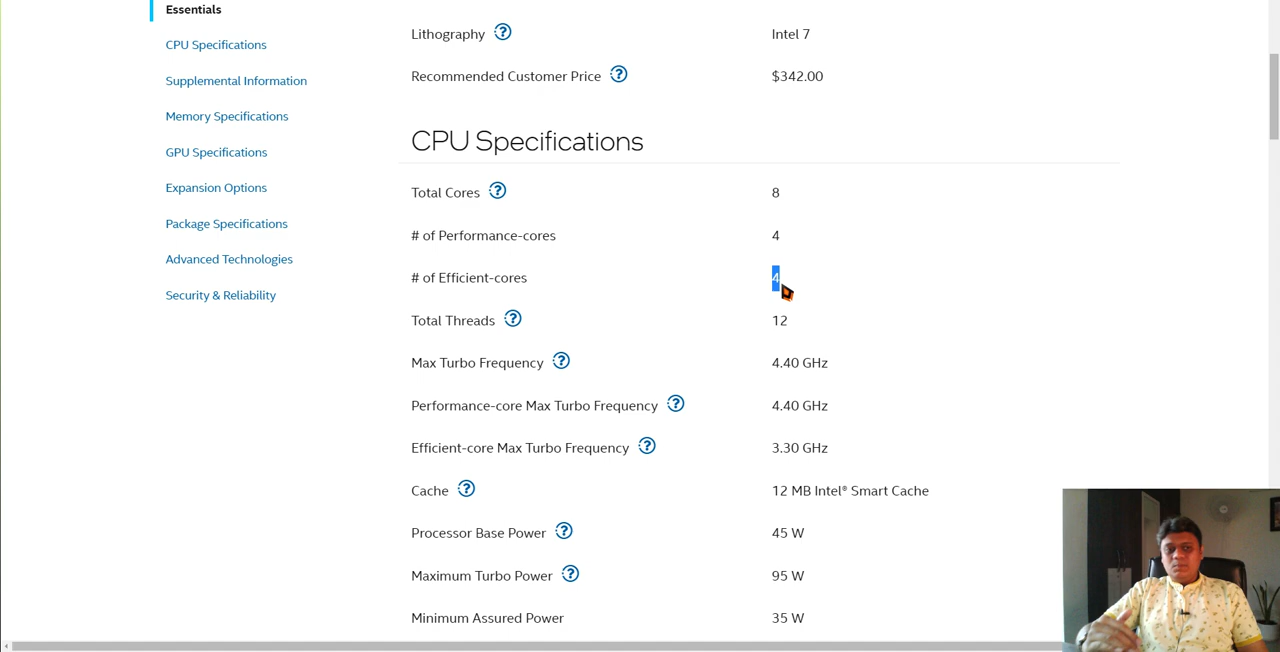 Essentials
CPU Specifications
Supplemental Information
Memory Specifications
GPU Specifications
Expansion Options
Package Specifications
Advanced Technologies
Security & Reliability
Lithography ? Intel 7
Recommended Customer Price ? $342.00
CPU Specifications
Total Cores ? 8
# of Performance-cores 4
# of Efficient-cores 4
Total Threads ? 12
Max Turbo Frequency ? 4.40 GHz
Performance-core Max Turbo Frequency ? 4.40 GHz
Efficient-core Max Turbo Frequency ? 3.30 GHz
Cache ? 12 MB Intel® Smart Cache
Processor Base Power ? 45 W
Maximum Turbo Power ? 95 W
Minimum Assured Power 35 W